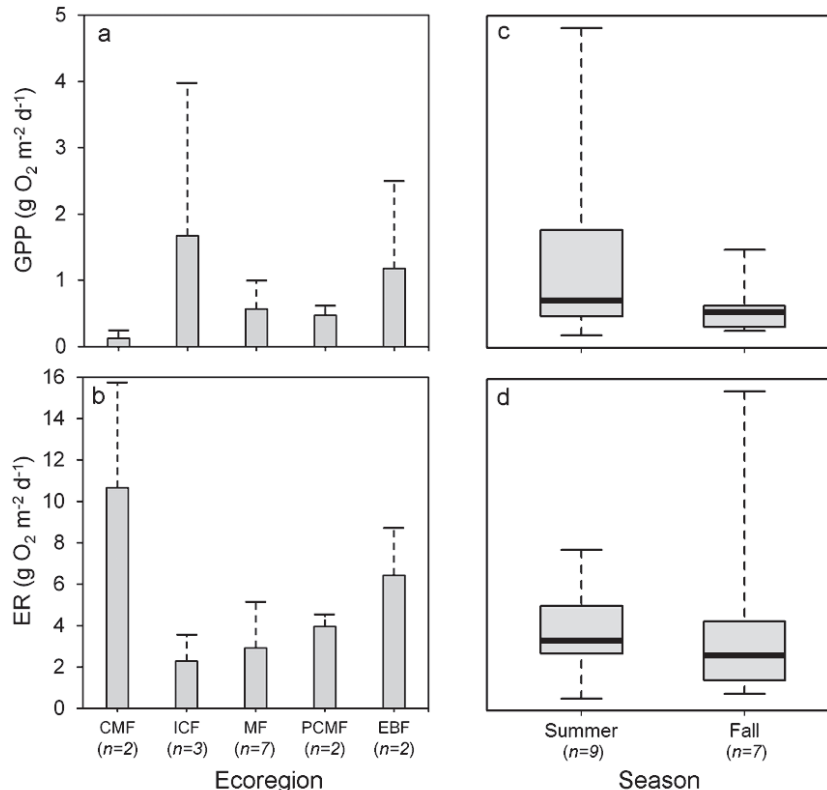 a
GPP (g O₂ m⁻² d⁻¹)
5
4
3
2
1
0
c
b
ER (g O₂ m⁻² d⁻¹)
16
14
12
10
8
6
4
2
0
d
CMF ICF MF PCMF EBF
(n=2) (n=3) (n=7) (n=2) (n=2)
Ecoregion
Summer Fall
(n=9) (n=7)
Season